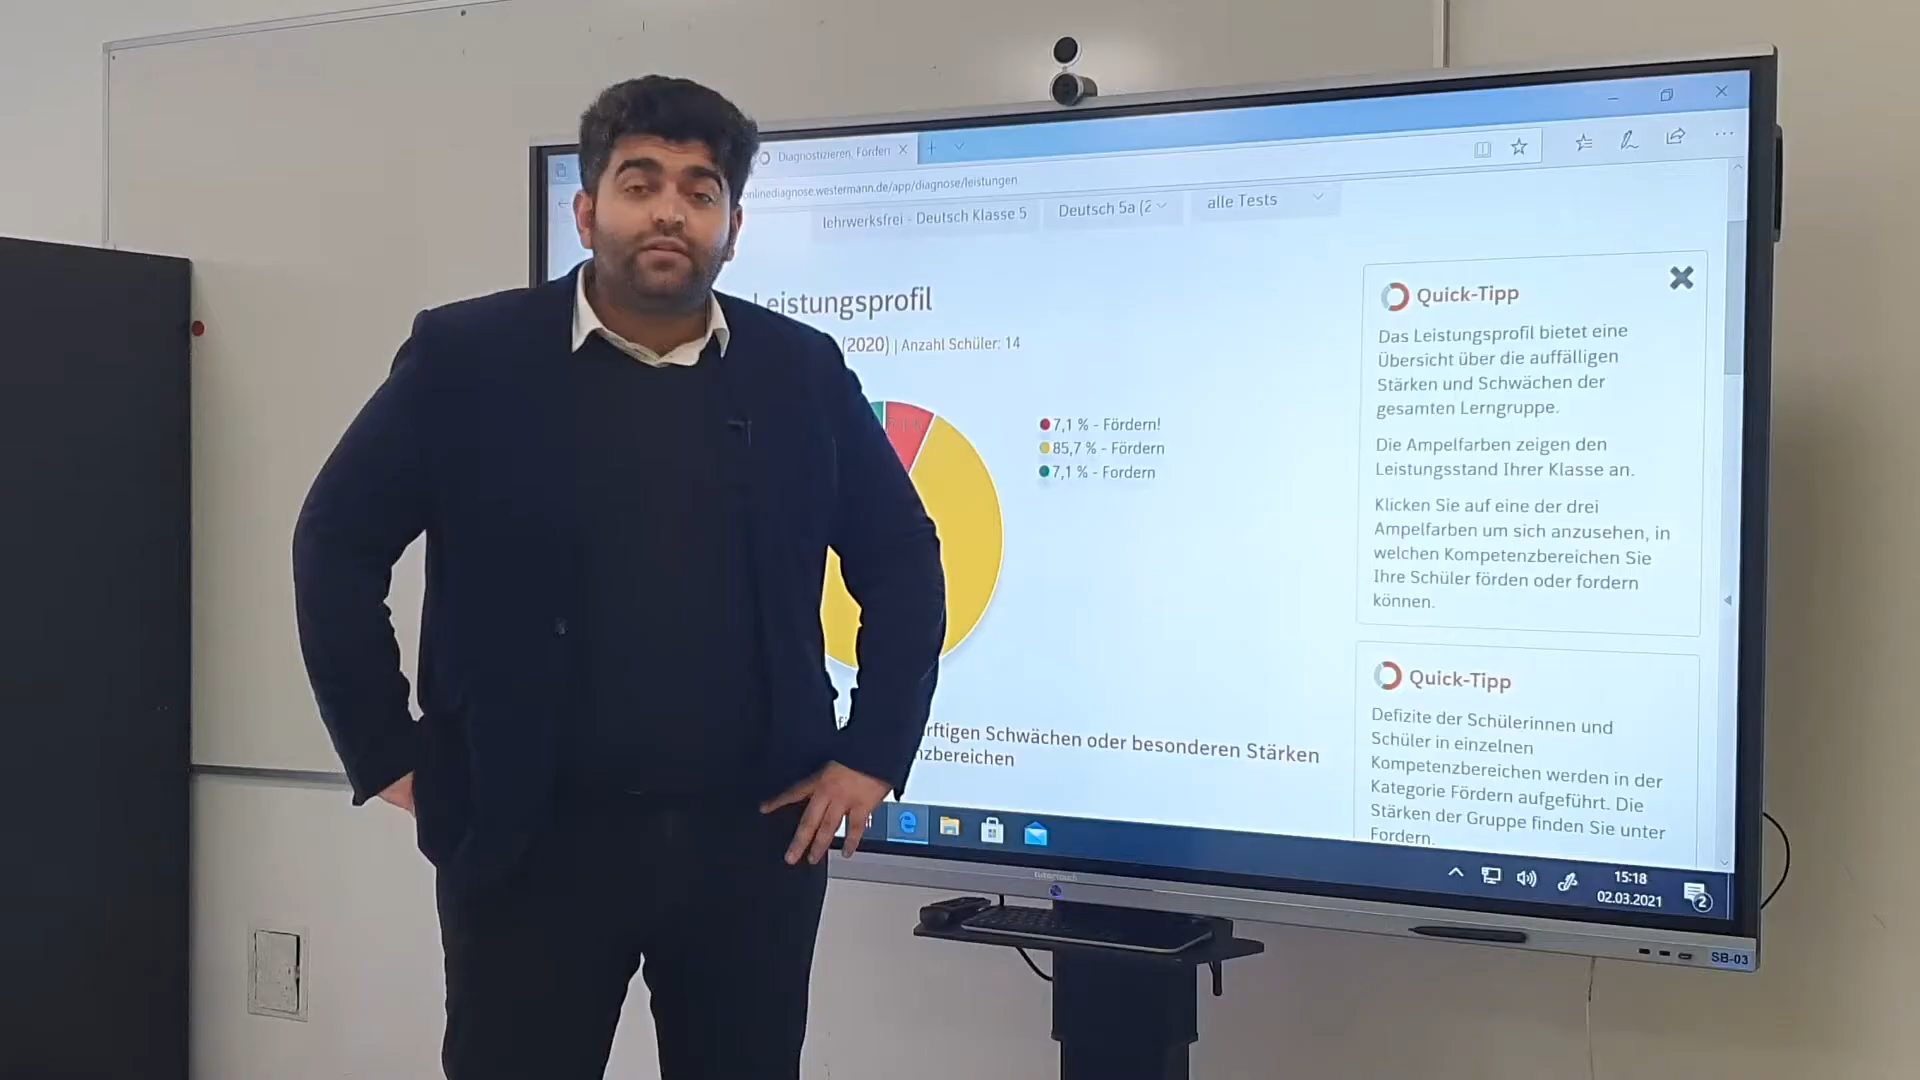 Diagnostizieren, Fordern
onlinediagnose.westermann.de/app/diagnose/leistungen
lehrwerksfrei - Deutsch Klasse 5
Deutsch 5a (2
alle Tests
Leistungsprofil
(2020) | Anzahl Schüler: 14
7,1 % - Fördern!
85,7 % - Fördern
7,1 % - Fordern
Schwächen oder besonderen Stärken
Quick-Tipp
Das Leistungsprofil bietet eine
Übersicht über die auffälligen
Stärken und Schwächen der
gesamten Lerngruppe.
Die Ampelfarben zeigen den
Leistungsstand Ihrer Klasse an.
Klicken Sie auf eine der drei
Ampelfarben um sich anzusehen, in
welchen Kompetenzbereichen Sie
Ihre Schüler förden oder fordern
können.
Quick-Tipp
Defizite der Schülerinnen und
Schüler in einzelnen
Kompetenzbereichen werden in der
Kategorie Fördern aufgeführt. Die
Stärken der Gruppe finden Sie unter
Fordern.
15:18
02.03.2021
2
SB-03